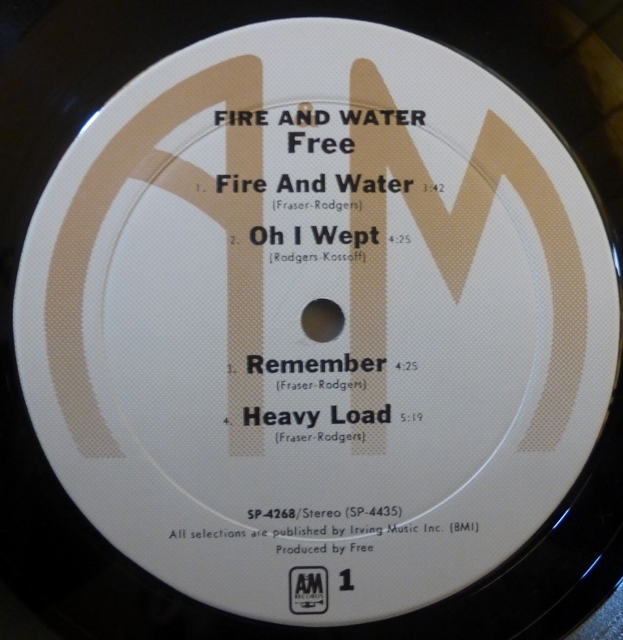 FIRE AND WATER
Free
1. Fire And Water 3:42
(Fraser-Rodgers)
2. Oh I Wept 4:25
(Rodgers-Kossoff)
3. Remember 4:25
(Fraser-Rodgers)
4. Heavy Load 5:19
(Fraser-Rodgers)
SP-4268/Stereo (SP-4435)
All selections are published by Irving Music Inc. (BMI)
Produced by Free
A&M
RECORDS
1